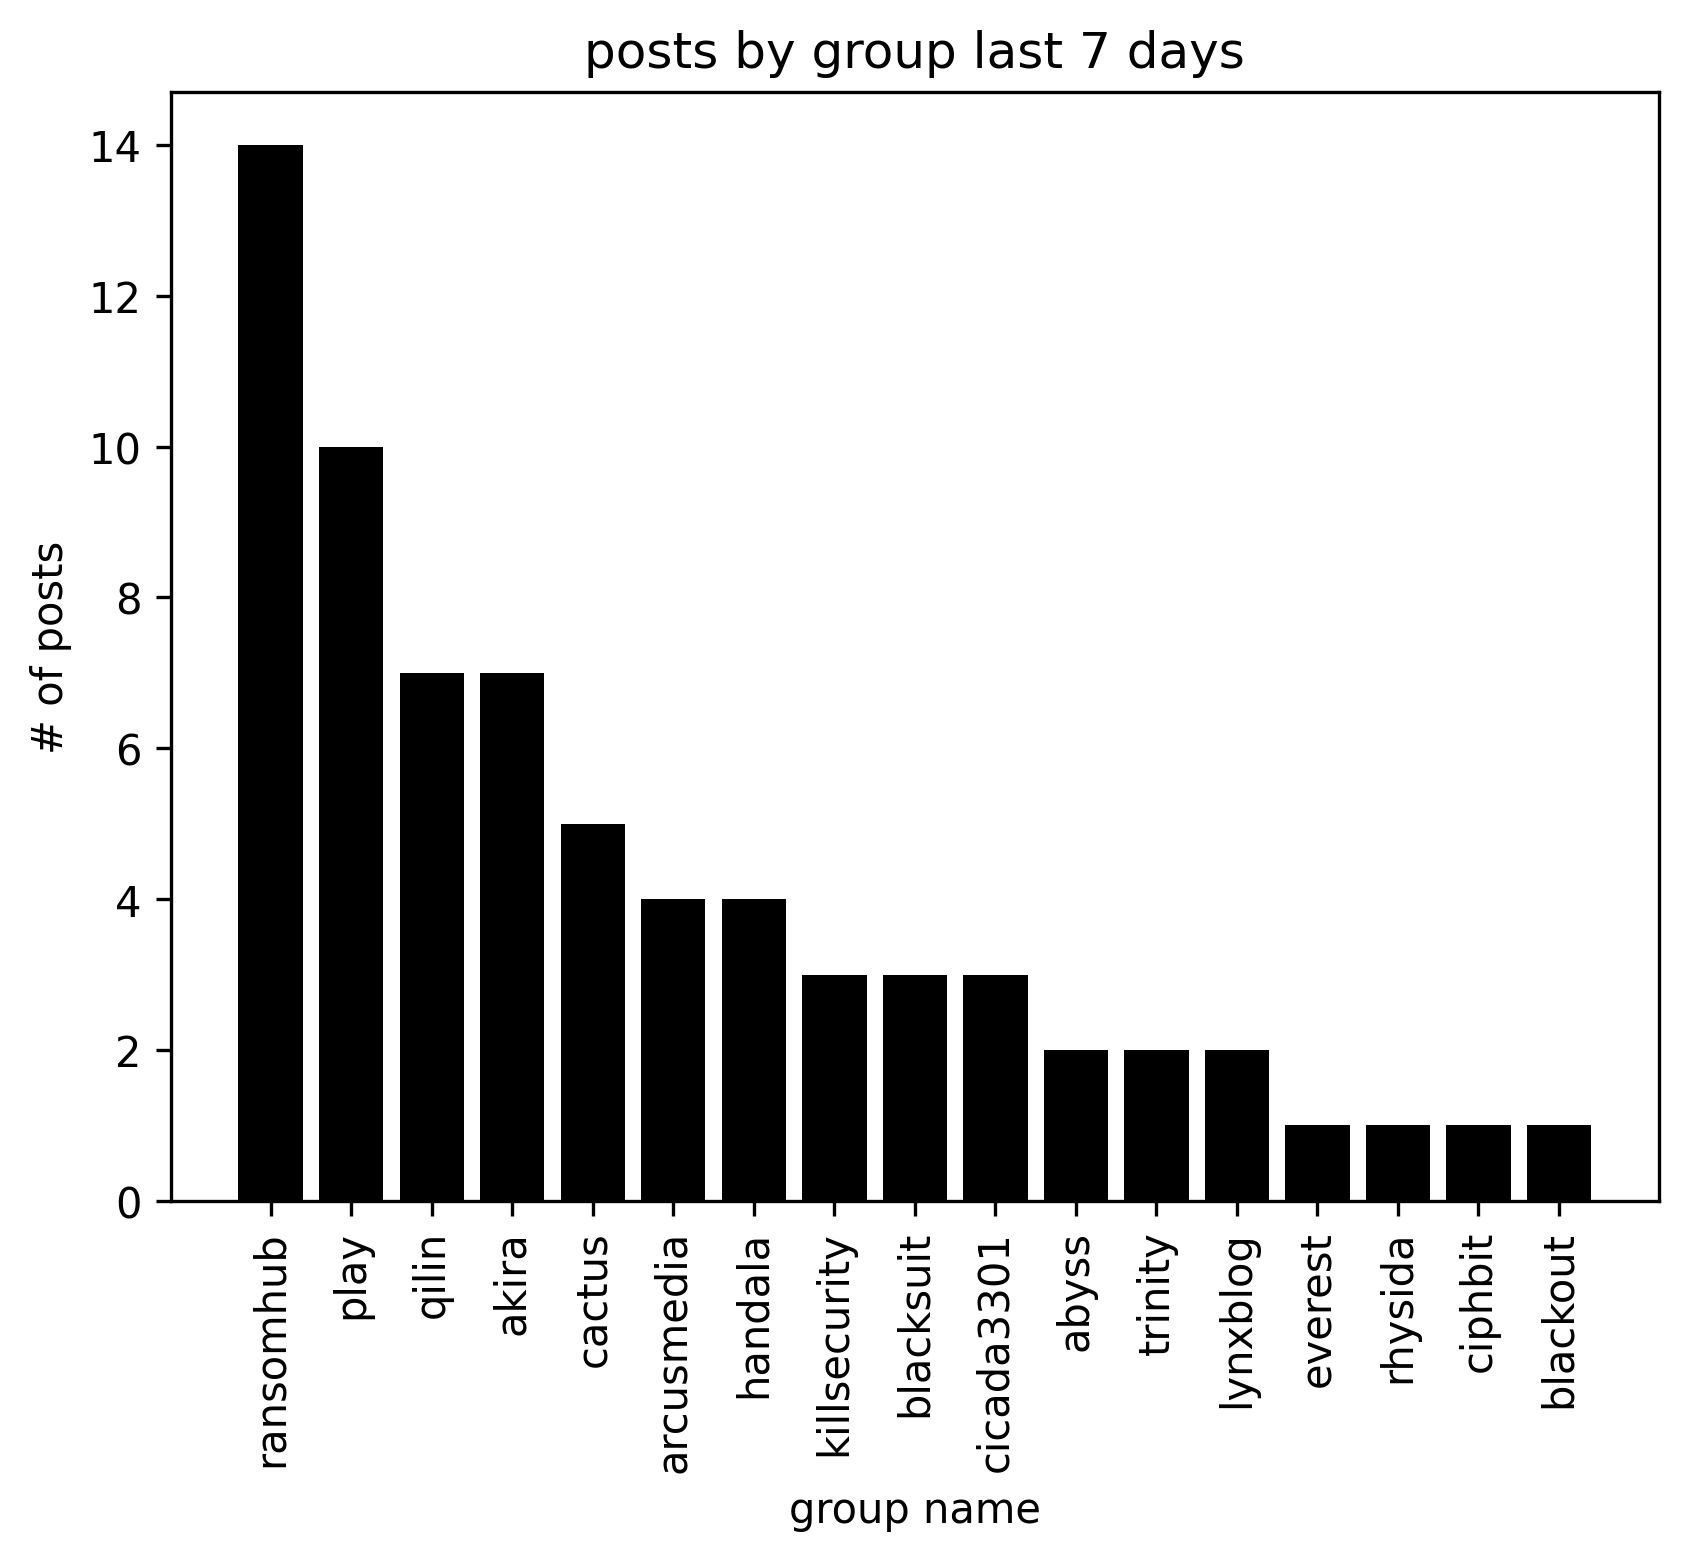 posts by group last 7 days
14
12
10
8
6
4
2
0
# of posts
ransomhub
play
qilin
akira
cactus
arcusmedia
handala
killsecurity
blacksuit
cicada3301
abyss
trinity
lynxblog
everest
rhysida
ciphbit
blackout
group name